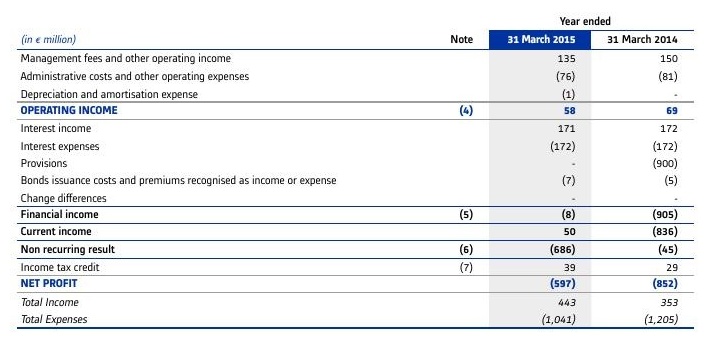 Year ended
(in € million) Note 31 March 2015 31 March 2014
Management fees and other operating income 135 150
Administrative costs and other operating expenses (76) (81)
Depreciation and amortisation expense (1) -
OPERATING INCOME (4) 58 69
Interest income 171 172
Interest expenses (172) (172)
Provisions - (900)
Bonds issuance costs and premiums recognised as income or expense (7) (5)
Change differences - -
Financial income (5) (8) (905)
Current income 50 (836)
Non recurring result (6) (686) (45)
Income tax credit (7) 39 29
NET PROFIT (597) (852)
Total Income 443 353
Total Expenses (1,041) (1,205)